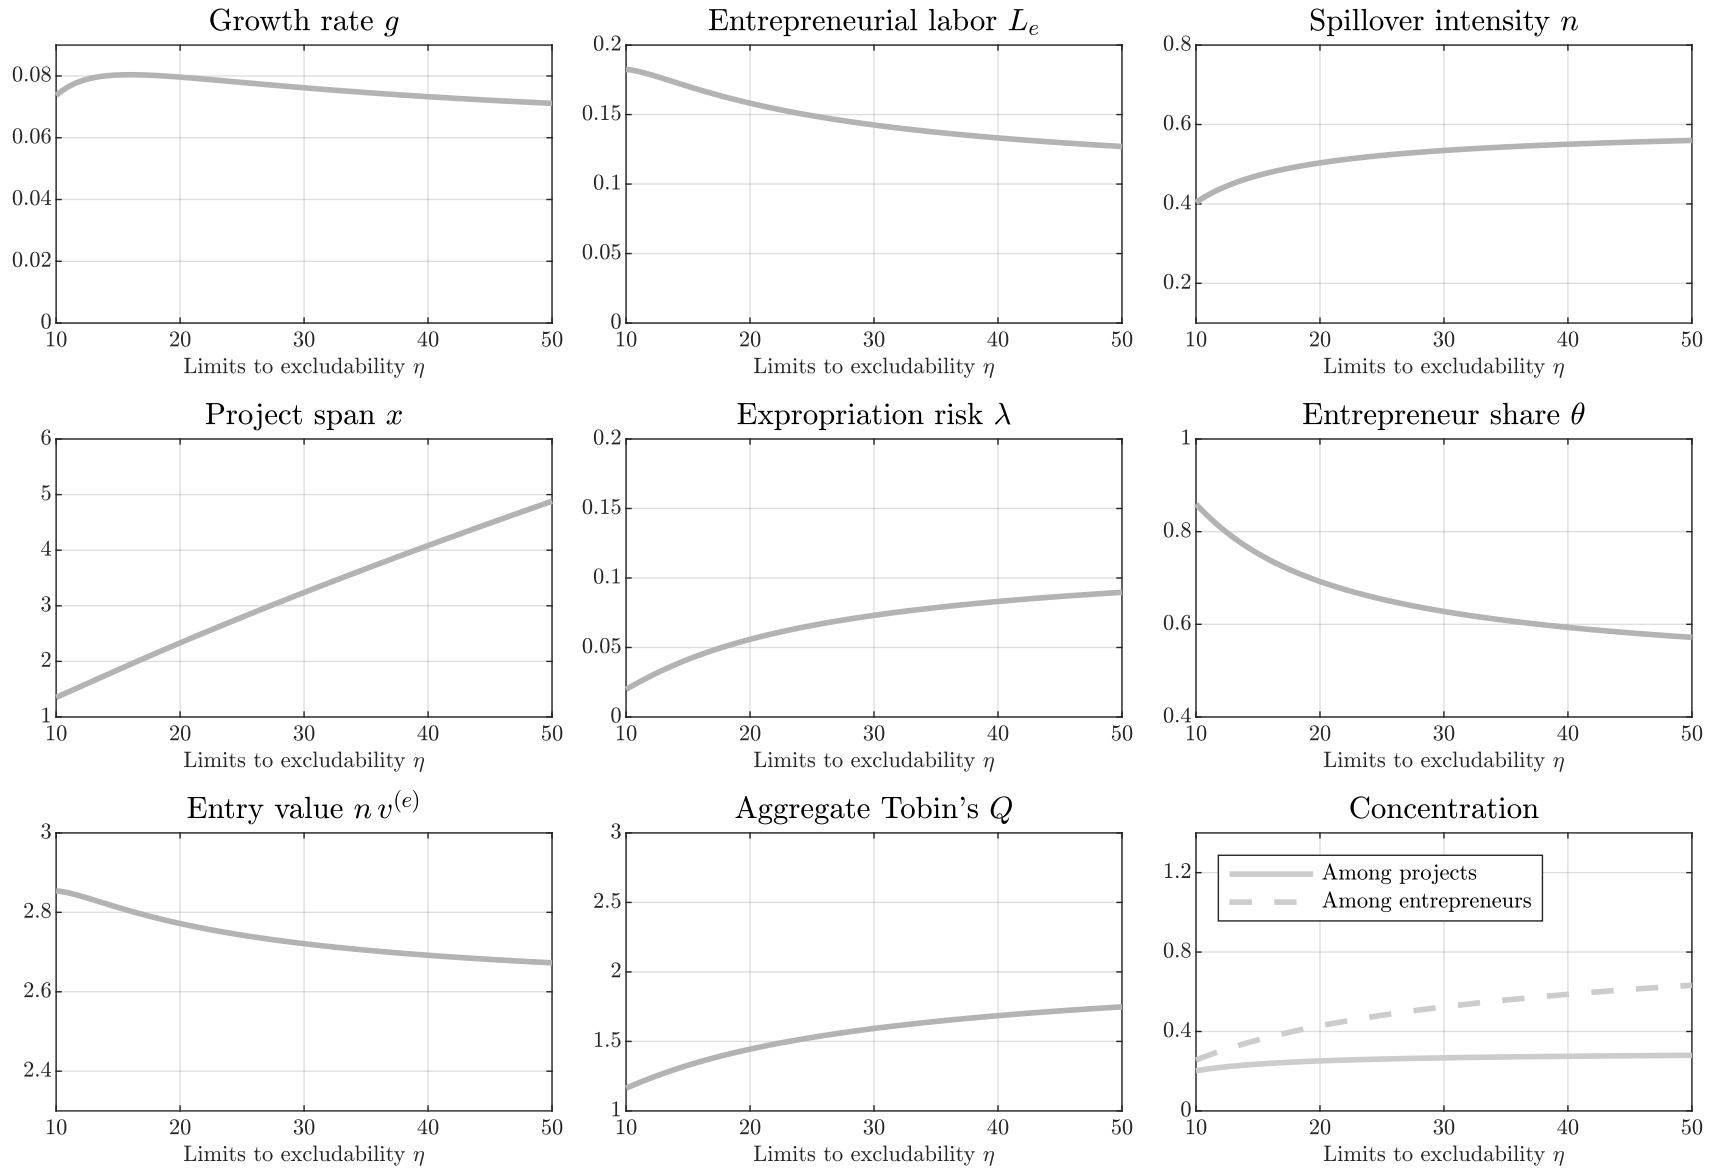 Growth rate g
0.08
0.06
0.04
0.02
0
10 20 30 40 50
Limits to excludability η
Entrepreneurial labor Lₑ
0.2
0.15
0.1
0.05
0
10 20 30 40 50
Limits to excludability η
Spillover intensity n
0.8
0.6
0.4
0.2
10 20 30 40 50
Limits to excludability η
Project span x
6
5
4
3
2
1
10 20 30 40 50
Limits to excludability η
Expropriation risk λ
0.2
0.15
0.1
0.05
0
10 20 30 40 50
Limits to excludability η
Entrepreneur share θ
1
0.8
0.6
0.4
10 20 30 40 50
Limits to excludability η
Entry value n v⁽ᵉ⁾
3
2.8
2.6
2.4
10 20 30 40 50
Limits to excludability η
Aggregate Tobin's Q
3
2.5
2
1.5
1
10 20 30 40 50
Limits to excludability η
Concentration
Among projects
Among entrepreneurs
1.2
0.8
0.4
0
10 20 30 40 50
Limits to excludability η